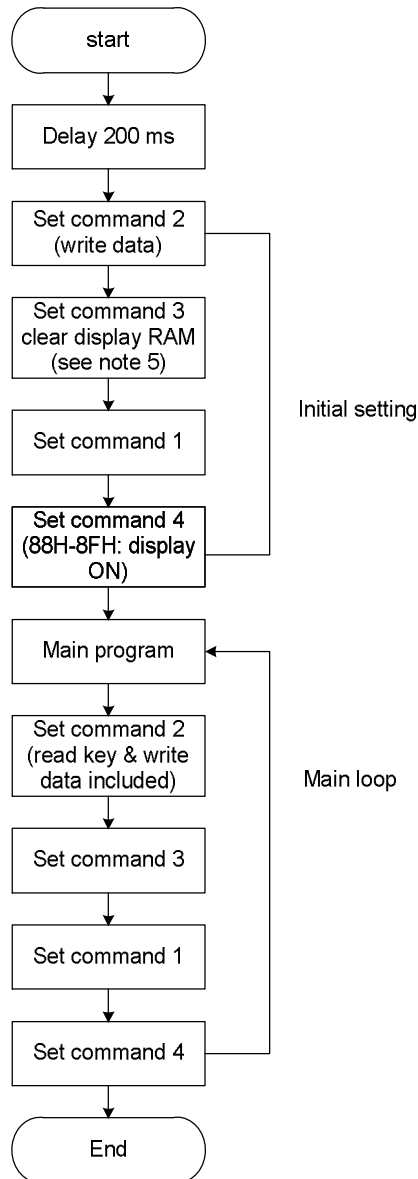 start
Delay 200 ms
Set command 2
(write data)
Set command 3
clear display RAM
(see note 5)
Initial setting
Set command 1
Set command 4
(88H-8FH: display
ON)
Main program
Set command 2
(read key & write
data included)
Main loop
Set command 3
Set command 1
Set command 4
End